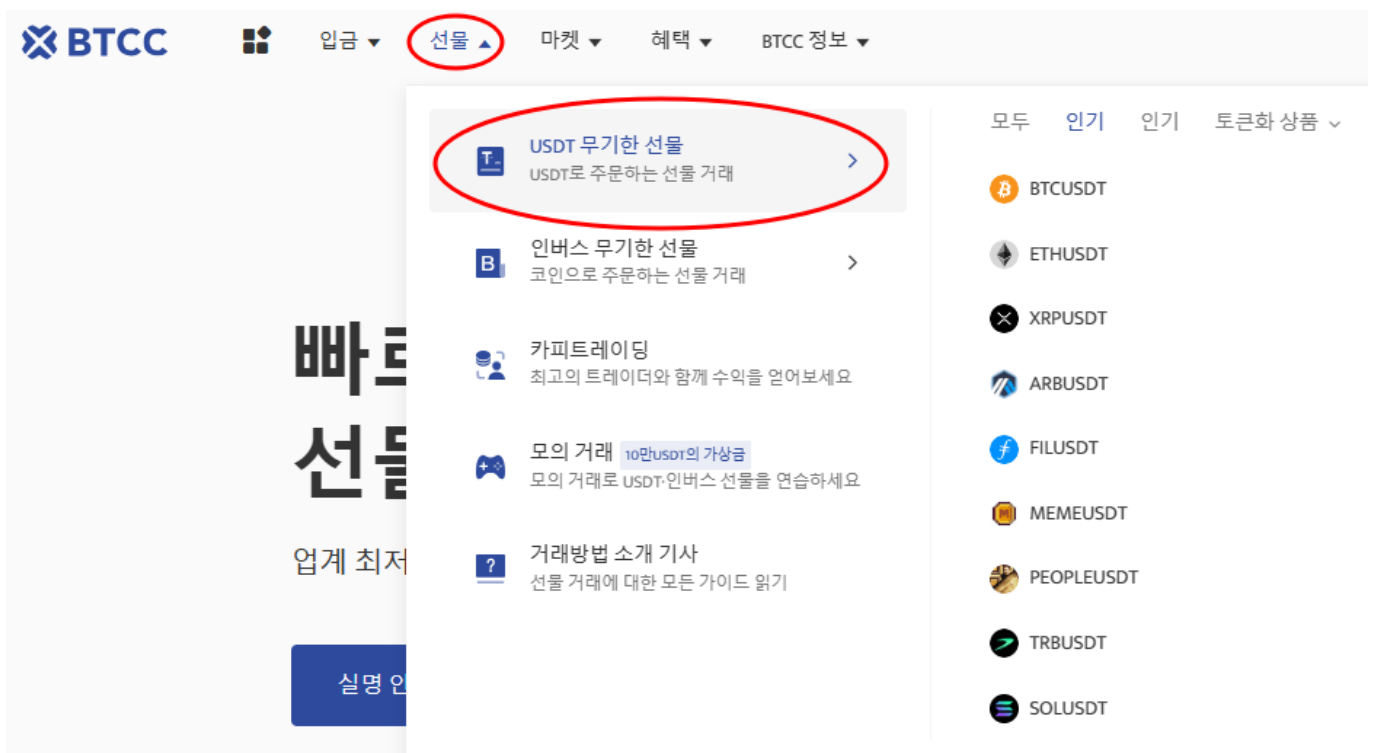 BTCC
입금 ▼
선물 ▲
마켓 ▼
혜택 ▼
BTCC 정보 ▼
USDT 무기한 선물
USDT로 주문하는 선물 거래
인버스 무기한 선물
코인으로 주문하는 선물 거래
카피트레이딩
최고의 트레이더와 함께 수익을 얻어보세요
모의 거래 10만USDT의 가상금
모의 거래로 USDT·인버스 선물을 연습하세요
거래방법 소개 기사
선물 거래에 대한 모든 가이드 읽기
모두 인기 인기 토큰화 상품
BTCUSDT
ETHUSDT
XRPUSDT
ARBUSDT
FILUSDT
MEMEUSDT
PEOPLEUSDT
TRBUSDT
SOLUSDT
업계 최저
실명